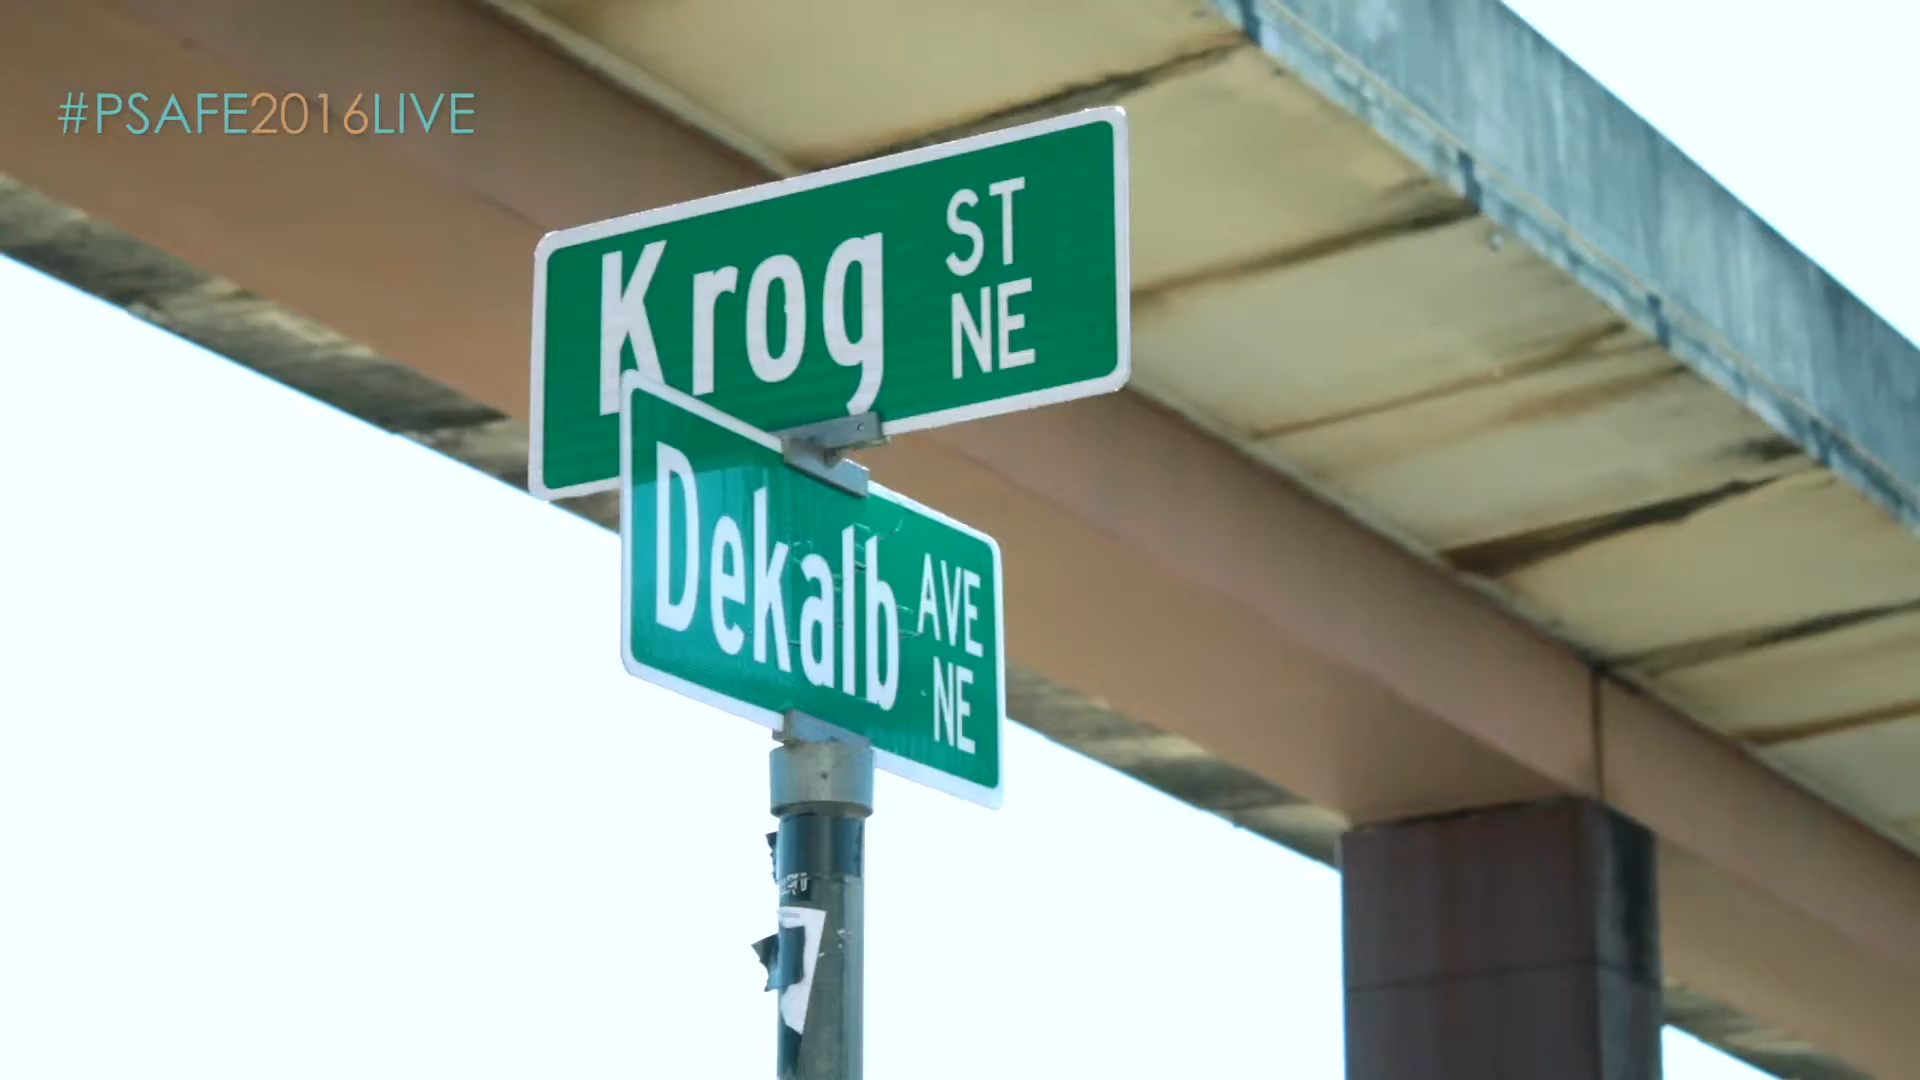 #PSAFE2016LIVE
Krog ST
NE
Dekalb AVE
NE